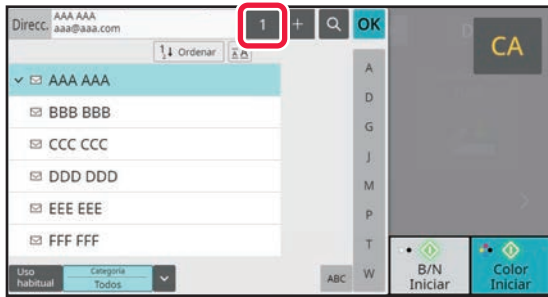 Direcc. AAA AAA
aaa@aaa.com
1 + OK
CA
Ordenar
AAA AAA
BBB BBB
CCC CCC
DDD DDD
EEE EEE
FFF FFF
A
D
G
J
M
P
T
W
Uso habitual
Categoría
Todos
ABC
B/N
Iniciar
Color
Iniciar